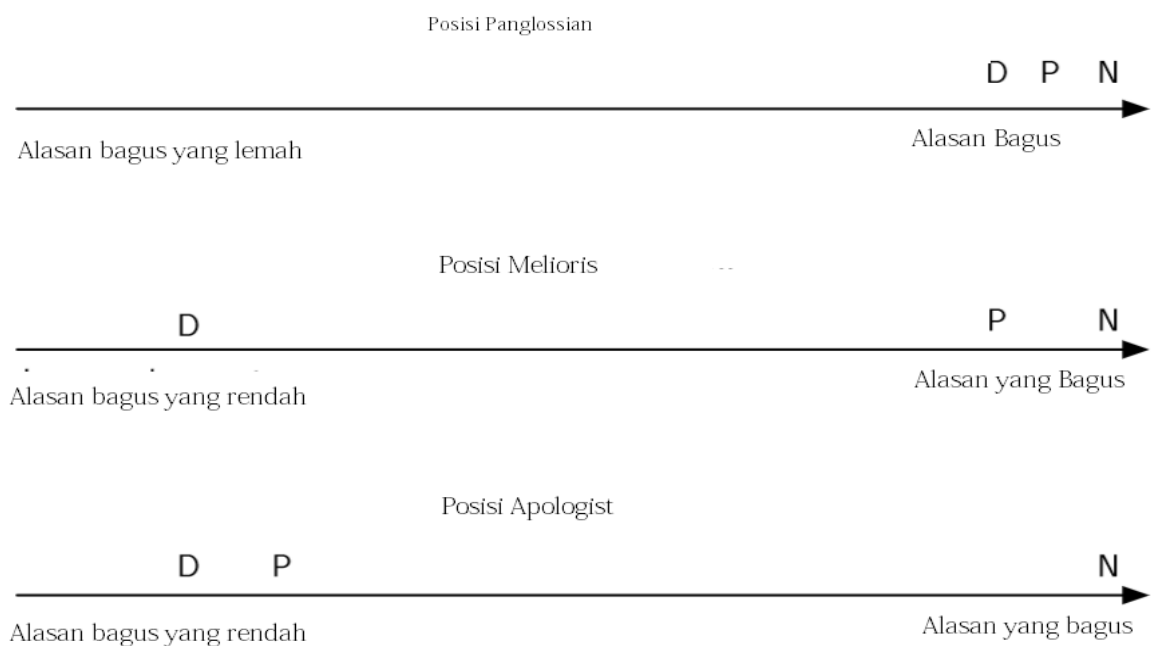 Posisi Panglossian
D P N
Alasan bagus yang lemah
Alasan Bagus
Posisi Melioris
D P N
Alasan bagus yang rendah
Alasan yang Bagus
Posisi Apologist
D P N
Alasan bagus yang rendah
Alasan yang bagus